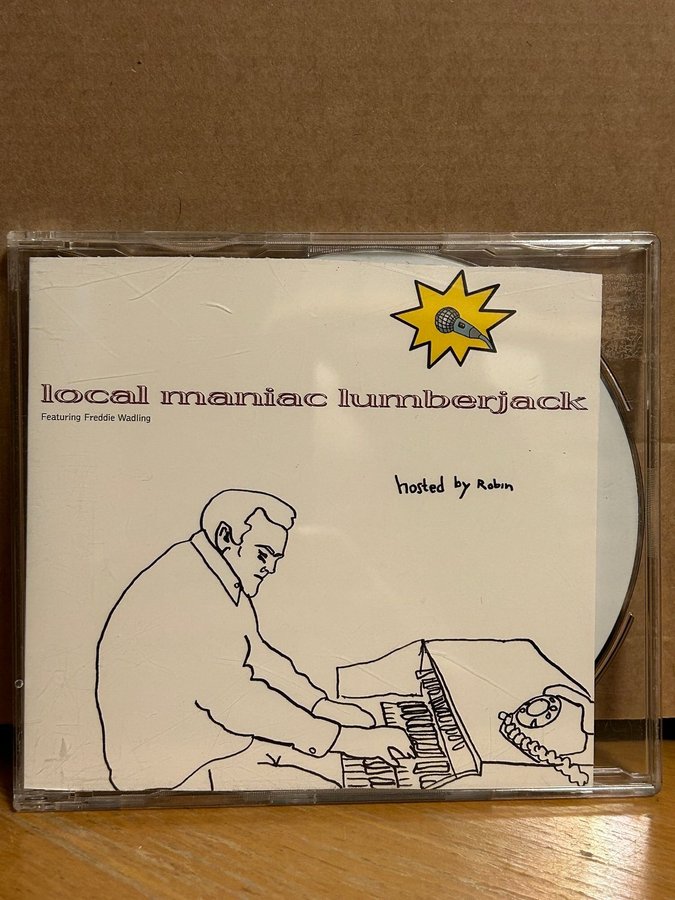 local maniac lumberjack
Featuring Freddie Wadling
hosted by Robin